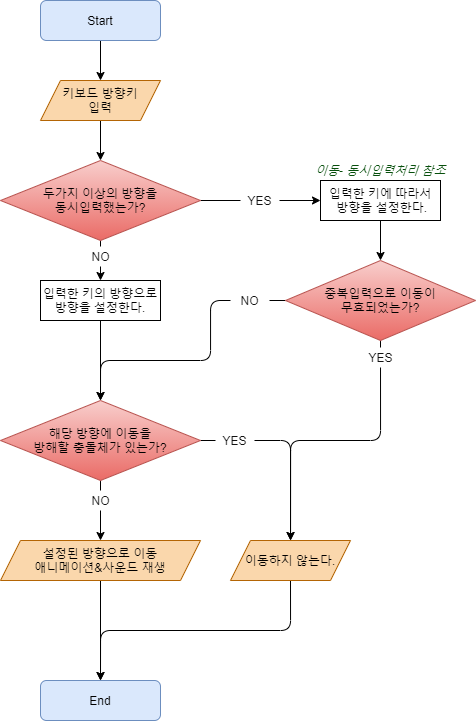 Start
키보드 방향키
입력
두가지 이상의 방향을
동시입력했는가?
YES
이동- 동시입력처리 참조
입력한 키에 따라서
방향을 설정한다.
NO
입력한 키의 방향으로
방향을 설정한다.
NO
중복입력으로 이동이
무효되었는가?
YES
해당 방향에 이동을
방해할 충돌체가 있는가?
YES
NO
설정된 방향으로 이동
애니메이션&사운드 재생
이동하지 않는다.
End